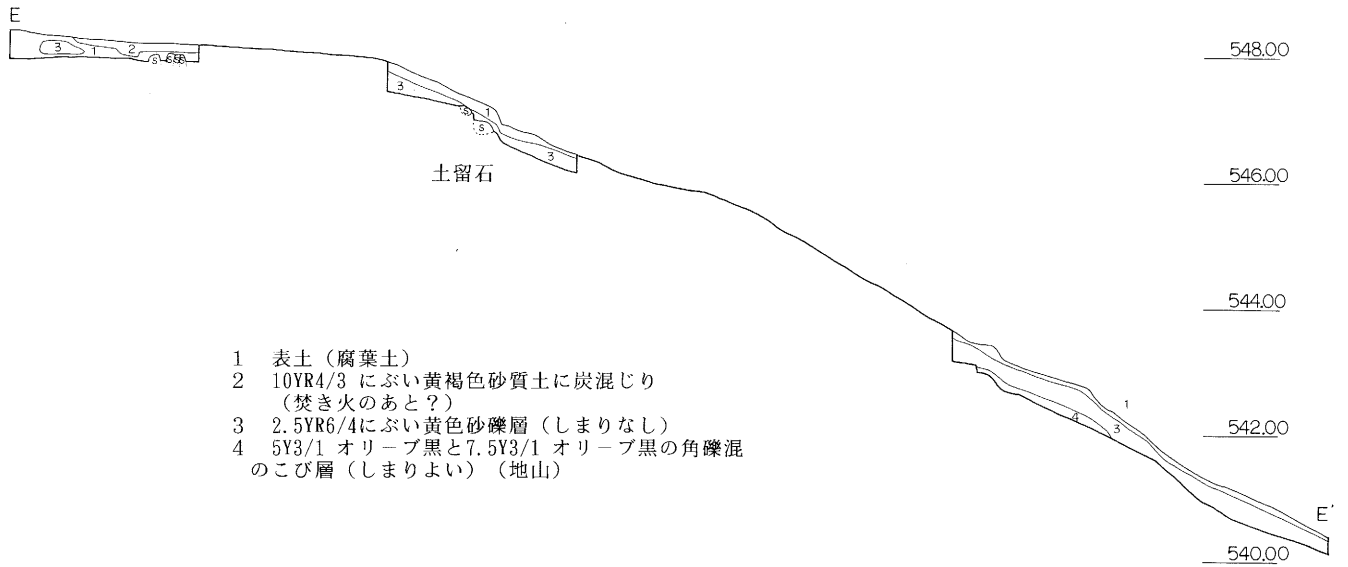 E
548.00
3 1 2 S S S S
3 1
S
S 3
土留石
546.00
544.00
1 表土（腐葉土）
2 10YR4/3 にぶい黄褐色砂質土に炭混じり
（焚き火のあと？）
3 2.5YR6/4にぶい黄色砂礫層（しまりなし）
4 5Y3/1 オリーブ黒と7.5Y3/1 オリーブ黒の角礫混
のこび層（しまりよい）（地山）
1
4 3
542.00
E'
540.00